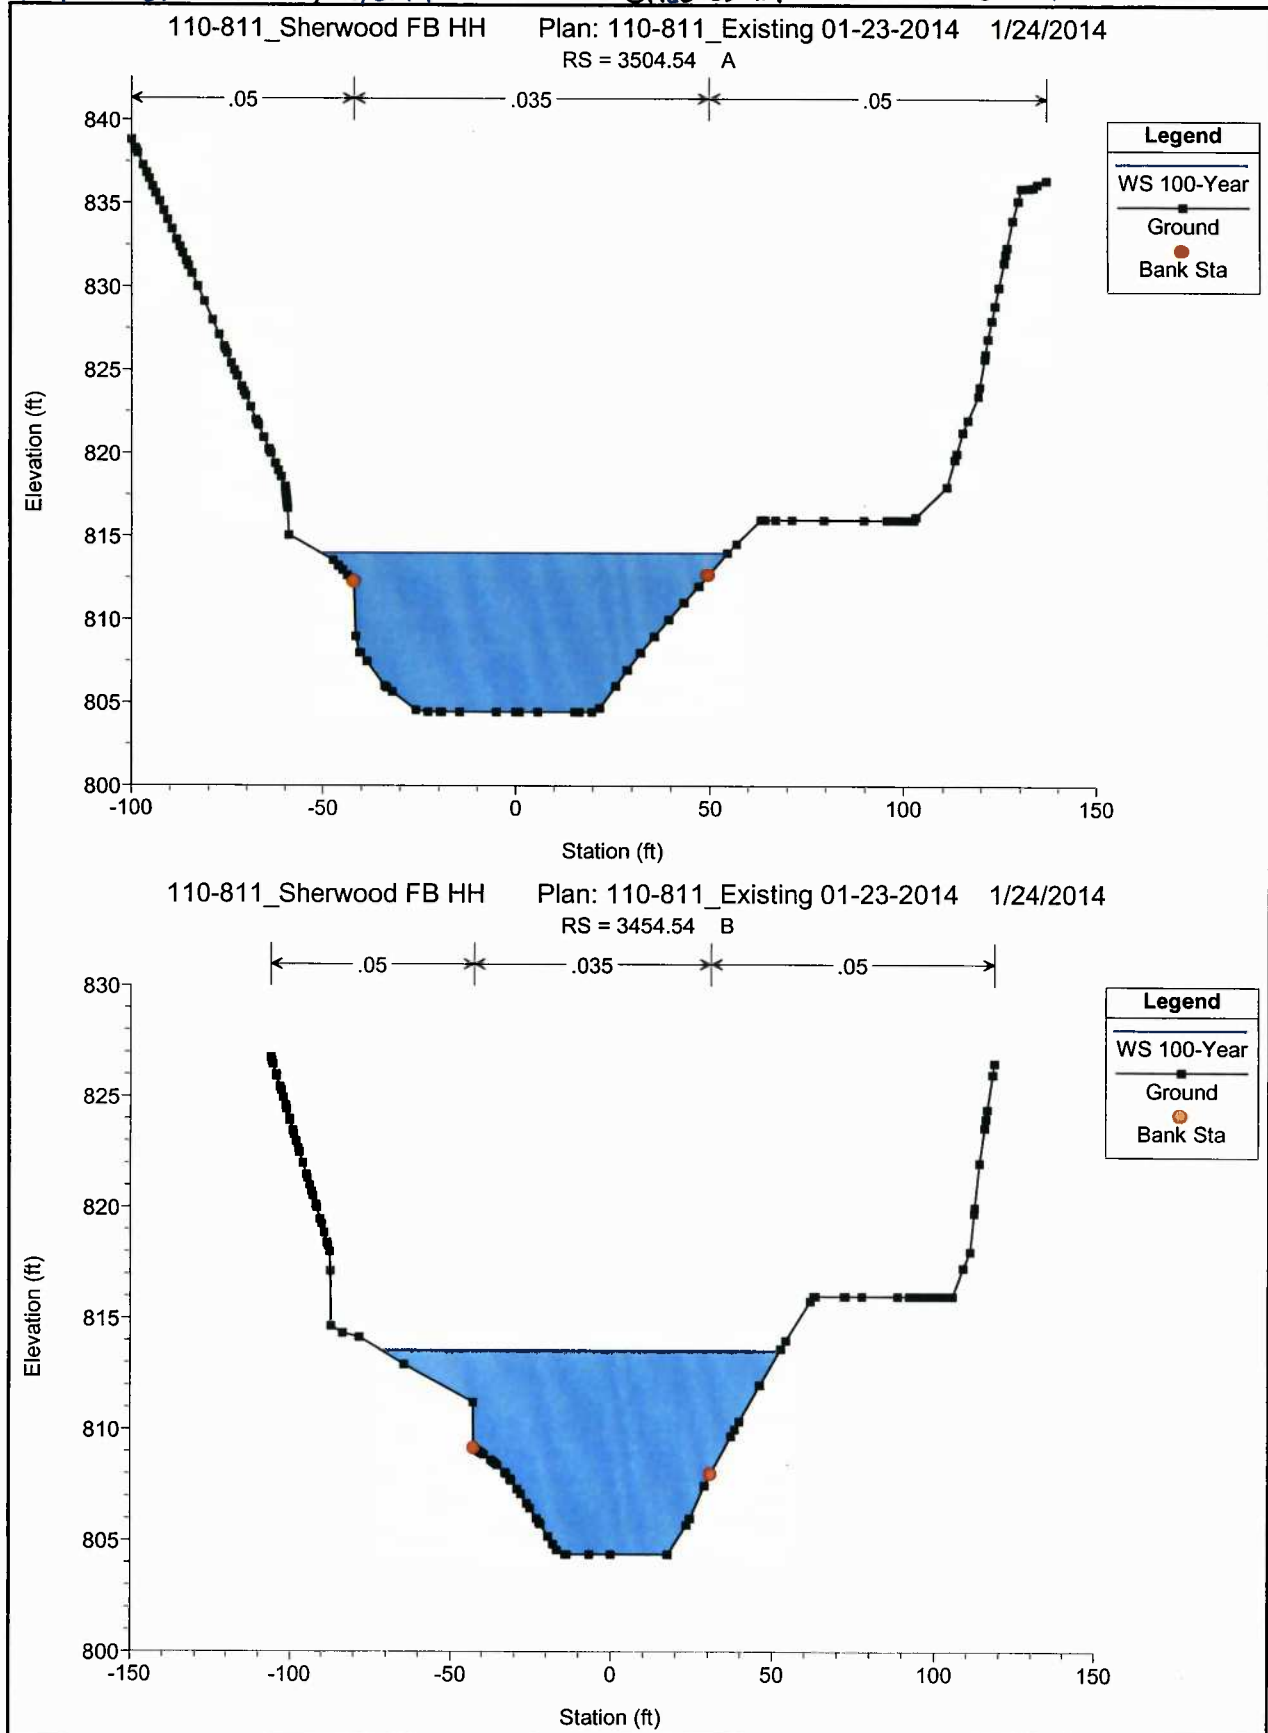 110-811_Sherwood FB HH Plan: 110-811_Existing 01-23-2014 1/24/2014
RS = 3504.54 A
.05 .035 .05
840
835
830
825
820
815
810
805
800
Elevation (ft)
-100 -50 0 50 100 150
Station (ft)
Legend
WS 100-Year
Ground
Bank Sta
110-811_Sherwood FB HH Plan: 110-811_Existing 01-23-2014 1/24/2014
RS = 3454.54 B
.05 .035 .05
830
825
820
815
810
805
800
Elevation (ft)
-150 -100 -50 0 50 100 150
Station (ft)
Legend
WS 100-Year
Ground
Bank Sta